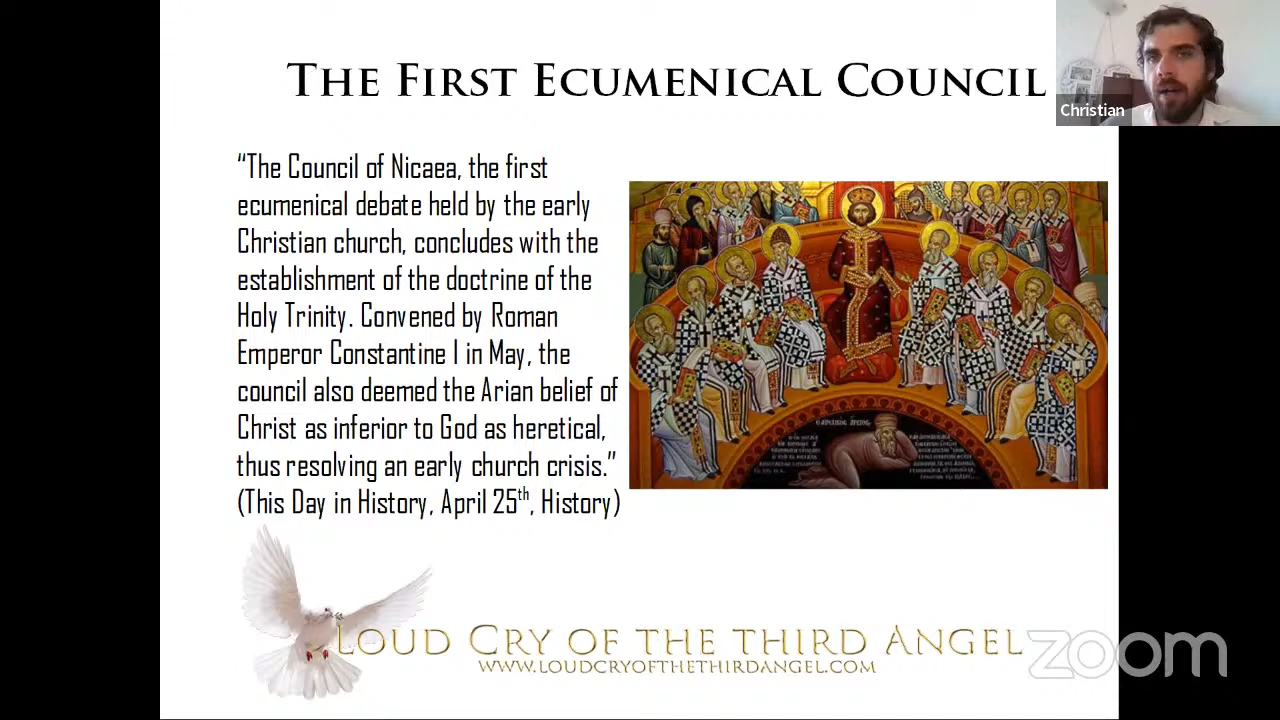 THE FIRST ECUMENICAL COUNCIL
Christian
“The Council of Nicaea, the first
ecumenical debate held by the early
Christian church, concludes with the
establishment of the doctrine of the
Holy Trinity. Convened by Roman
Emperor Constantine I in May, the
council also deemed the Arian belief of
Christ as inferior to God as heretical,
thus resolving an early church crisis.”
(This Day in History, April 25th, History)
LOUD CRY OF THE THIRD ANGEL
WWW.LOUDCRYOFTHETHIRDANGEL.COM
zoom